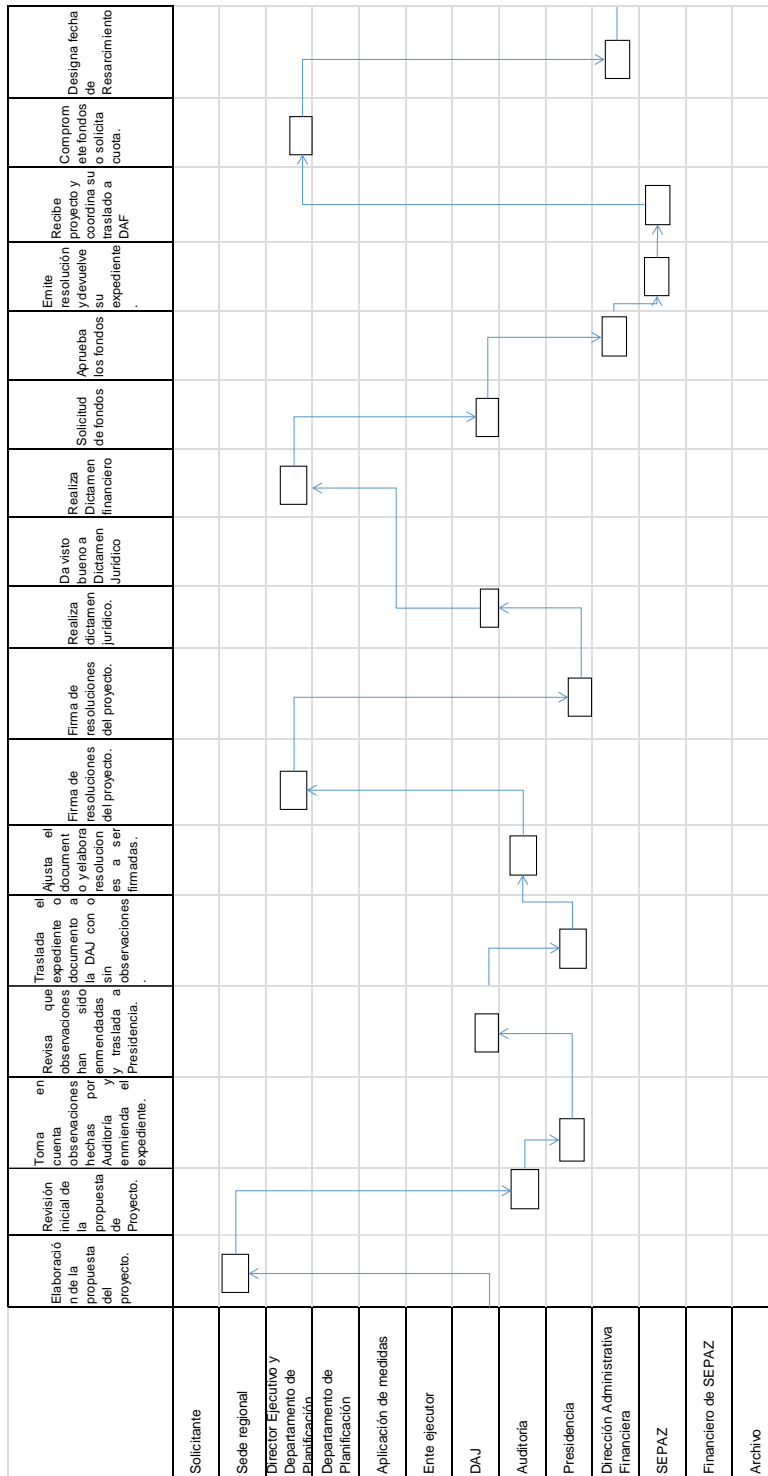 Elaboració
n de la
propuesta
del
proyecto.
Revisión
inicial de
la
propuesta
de
Proyecto.
Toma en
cuenta
observaciones
hechas por
Auditoría y
enmienda el
expediente.
Revisa que
observaciones
han sido
enmendadas
y traslada a
Presidencia.
Traslada el
expediente o
documento a
la DAJ con o
sin
observaciones
.
Ajusta el
document
o y elabora
resolucion
es a ser
firmadas.
Firma de
resoluciones
del proyecto.
Firma de
resoluciones
del proyecto.
Realiza
dictamen
jurídico.
Da visto
bueno a
Dictamen
Jurídico
Realiza
Dictamen
financiero
Solicitud
de fondos
Aprueba
los fondos
Emite
resolución
y devuelve
su
expediente
.
Recibe
proyecto y
coordina su
traslado a
DAF
Comprom
ete fondos
o solicita
cuota.
Designa fecha
de
Resarcimiento
Solicitante
Sede regional
Director Ejecutivo y
Departamento de
Planificación
Departamento de
Planificación
Aplicación de medidas
Ente ejecutor
DAJ
Auditoría
Presidencia
Dirección Administrativa
Financiera
SEPAZ
Financiero de SEPAZ
Archivo